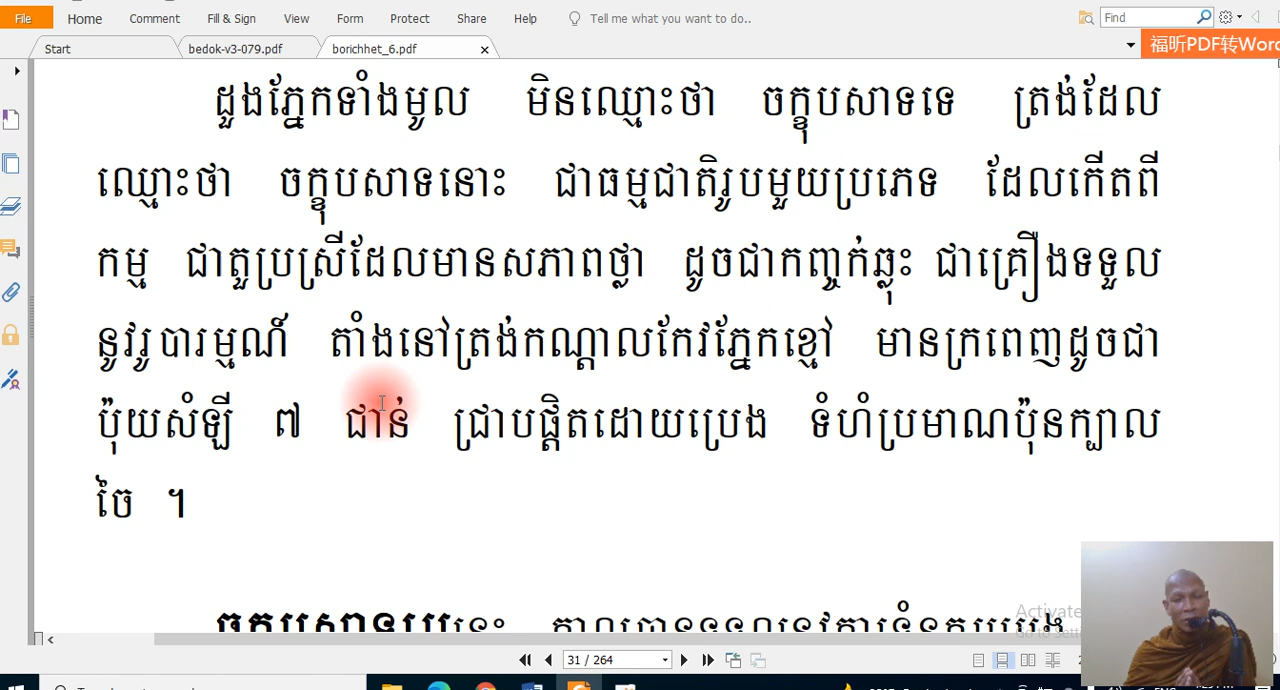 File Home Comment Fill & Sign View Form Protect Share Help Tell me what you want to do.. Find
Start bedok-v3-079.pdf borichhet_6.pdf
福昕PDF转Word
ដួងភ្នែកទាំងមូល មិនឈ្មោះថា ចក្ខុបសាទទេ ត្រង់ដែល
ឈ្មោះថា ចក្ខុបសាទនោះ ជាធម្មជាតិរូបមួយប្រភេទ ដែលកើតពី
កម្ម ជាតួប្រស្រីដែលមានសភាពថ្លា ដូចជាកញ្ចក់ឆ្លុះ ជាគ្រឿងទទួល
នូវរូបារម្មណ៍ តាំងនៅត្រង់កណ្តាលកែវភ្នែកខ្មៅ មានក្រពេញដូចជា
ប៉ុយសំឡី ៧ ជាន់ ជ្រាបផ្តិតដោយប្រេង ទំហំប្រមាណប៉ុនក្បាល
ចៃ ។
Activate
31 / 264